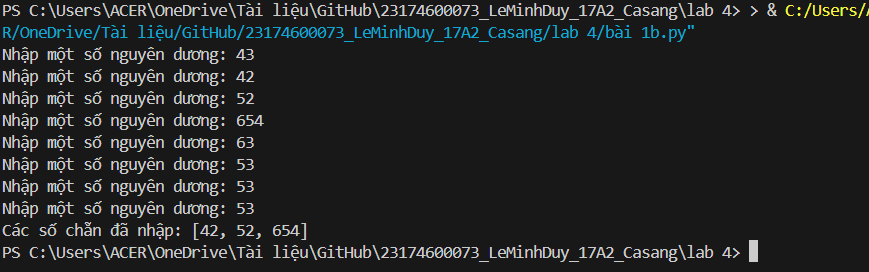 PS C:\Users\ACER\OneDrive\Tài liệu\GitHub\23174600073_LeMinhDuy_17A2_Casang\lab 4> > & C:/Users/
R/OneDrive/Tài liệu/GitHub/23174600073_LeMinhDuy_17A2_Casang/lab 4/bài 1b.py"
Nhập một số nguyên dương: 43
Nhập một số nguyên dương: 42
Nhập một số nguyên dương: 52
Nhập một số nguyên dương: 654
Nhập một số nguyên dương: 63
Nhập một số nguyên dương: 53
Nhập một số nguyên dương: 53
Nhập một số nguyên dương: 53
Các số chẵn đã nhập: [42, 52, 654]
PS C:\Users\ACER\OneDrive\Tài liệu\GitHub\23174600073_LeMinhDuy_17A2_Casang\lab 4>